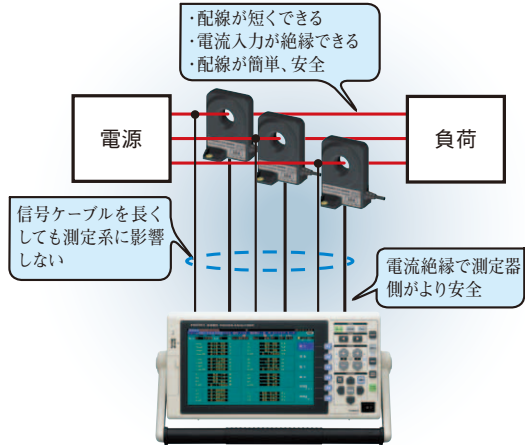 ・配線が短くできる
・電流入力が絶縁できる
・配線が簡単、安全
電源
負荷
信号ケーブルを長く
しても測定系に影響
しない
電流絶縁で測定器
側がより安全